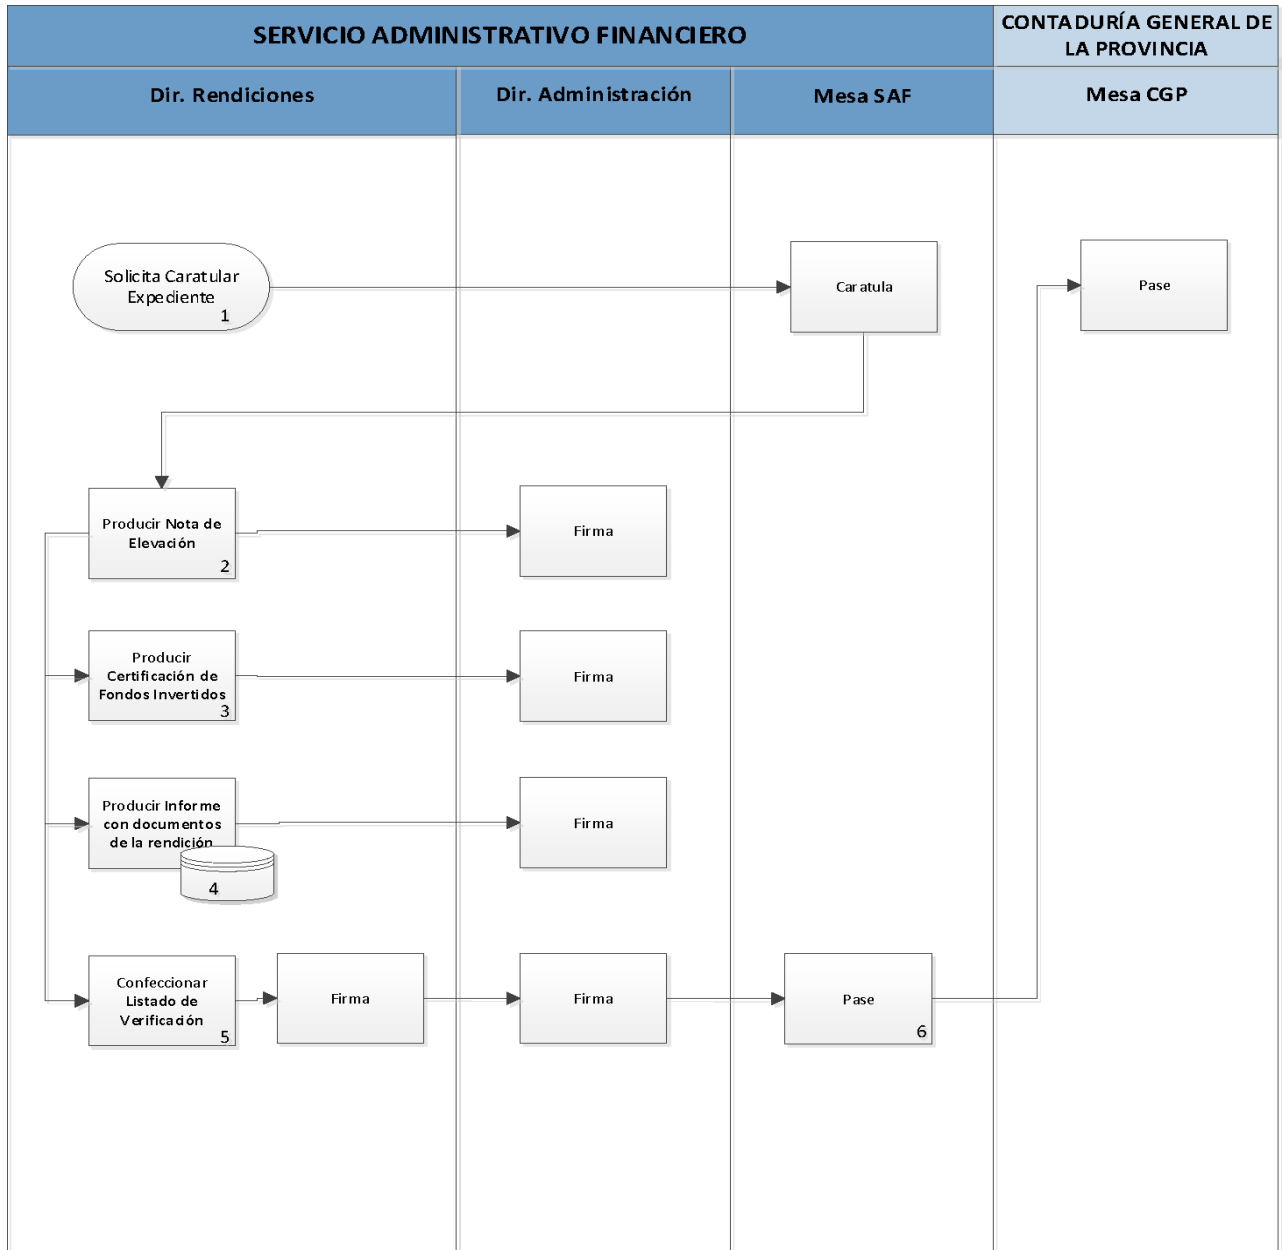 SERVICIO ADMINISTRATIVO FINANCIERO
CONTADURÍA GENERAL DE
LA PROVINCIA
Dir. Rendiciones
Dir. Administración
Mesa SAF
Mesa CGP
Solicita Caratular
Expediente
1
Caratula
Pase
Producir Nota de
Elevación
2
Firma
Producir
Certificación de
Fondos Invertidos
3
Firma
Producir Informe
con documentos
de la rendición
4
Firma
Confeccionar
Listado de
Verificación
5
Firma
Firma
Pase
6